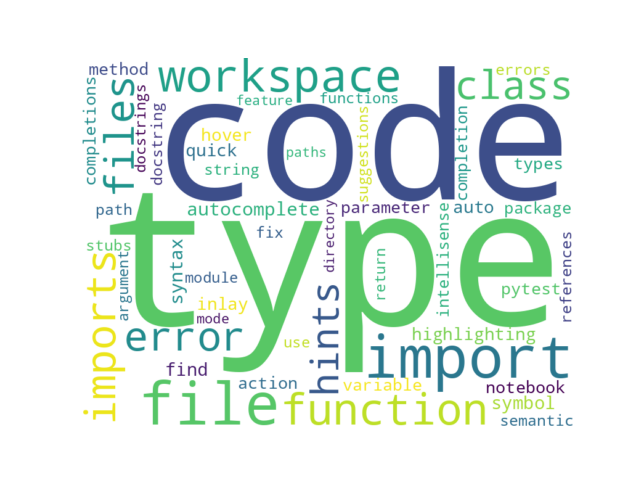 method
errors
workspace
class
completions
files
docstrings
docstring
feature
functions
code
hover
quick
string
paths
suggestions
completion
types
path
autocomplete
parameter
auto
package
type
fix
directory
intellisense
references
stubs
argument
syntax
module
return
pytest
imports
inlay
mode
hints
error
use
highlighting
import
find
action
variable
notebook
file
function
symbol
semantic